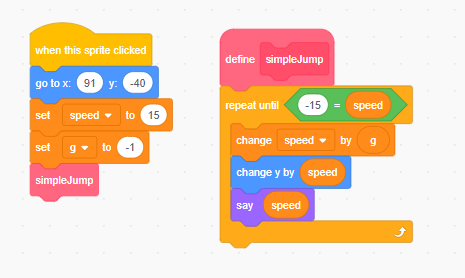 when this sprite clicked
go to x: 91 y: -40
set speed to 15
set g to -1
simpleJump
define simpleJump
repeat until -15 = speed
change speed by g
change y by speed
say speed